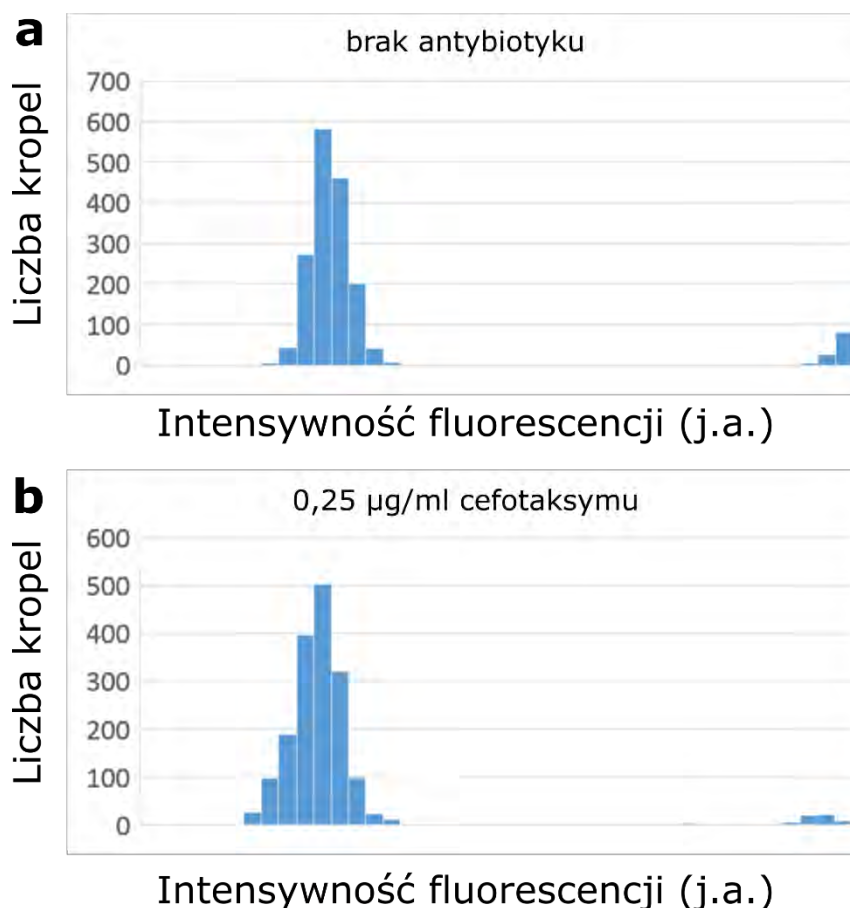 a
brak antybiotyku
Liczba kropel
700
600
500
400
300
200
100
0
Intensywność fluorescencji (j.a.)
b
0,25 µg/ml cefotaksymu
Liczba kropel
600
500
400
300
200
100
0
Intensywność fluorescencji (j.a.)